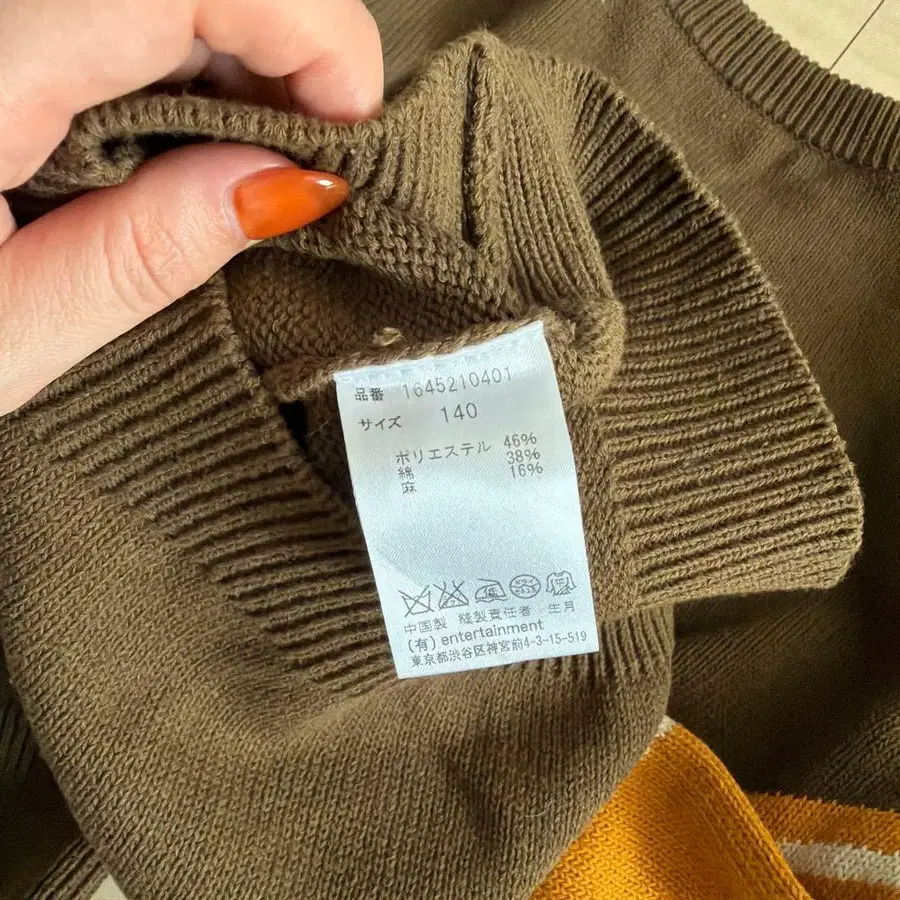 品番 1645210401
サイズ 140
ポリエステル 46%
綿 38%
麻 16%
中国製 縫製責任者 生月
(有) entertainment
東京都渋谷区神宮前4-3-15-519